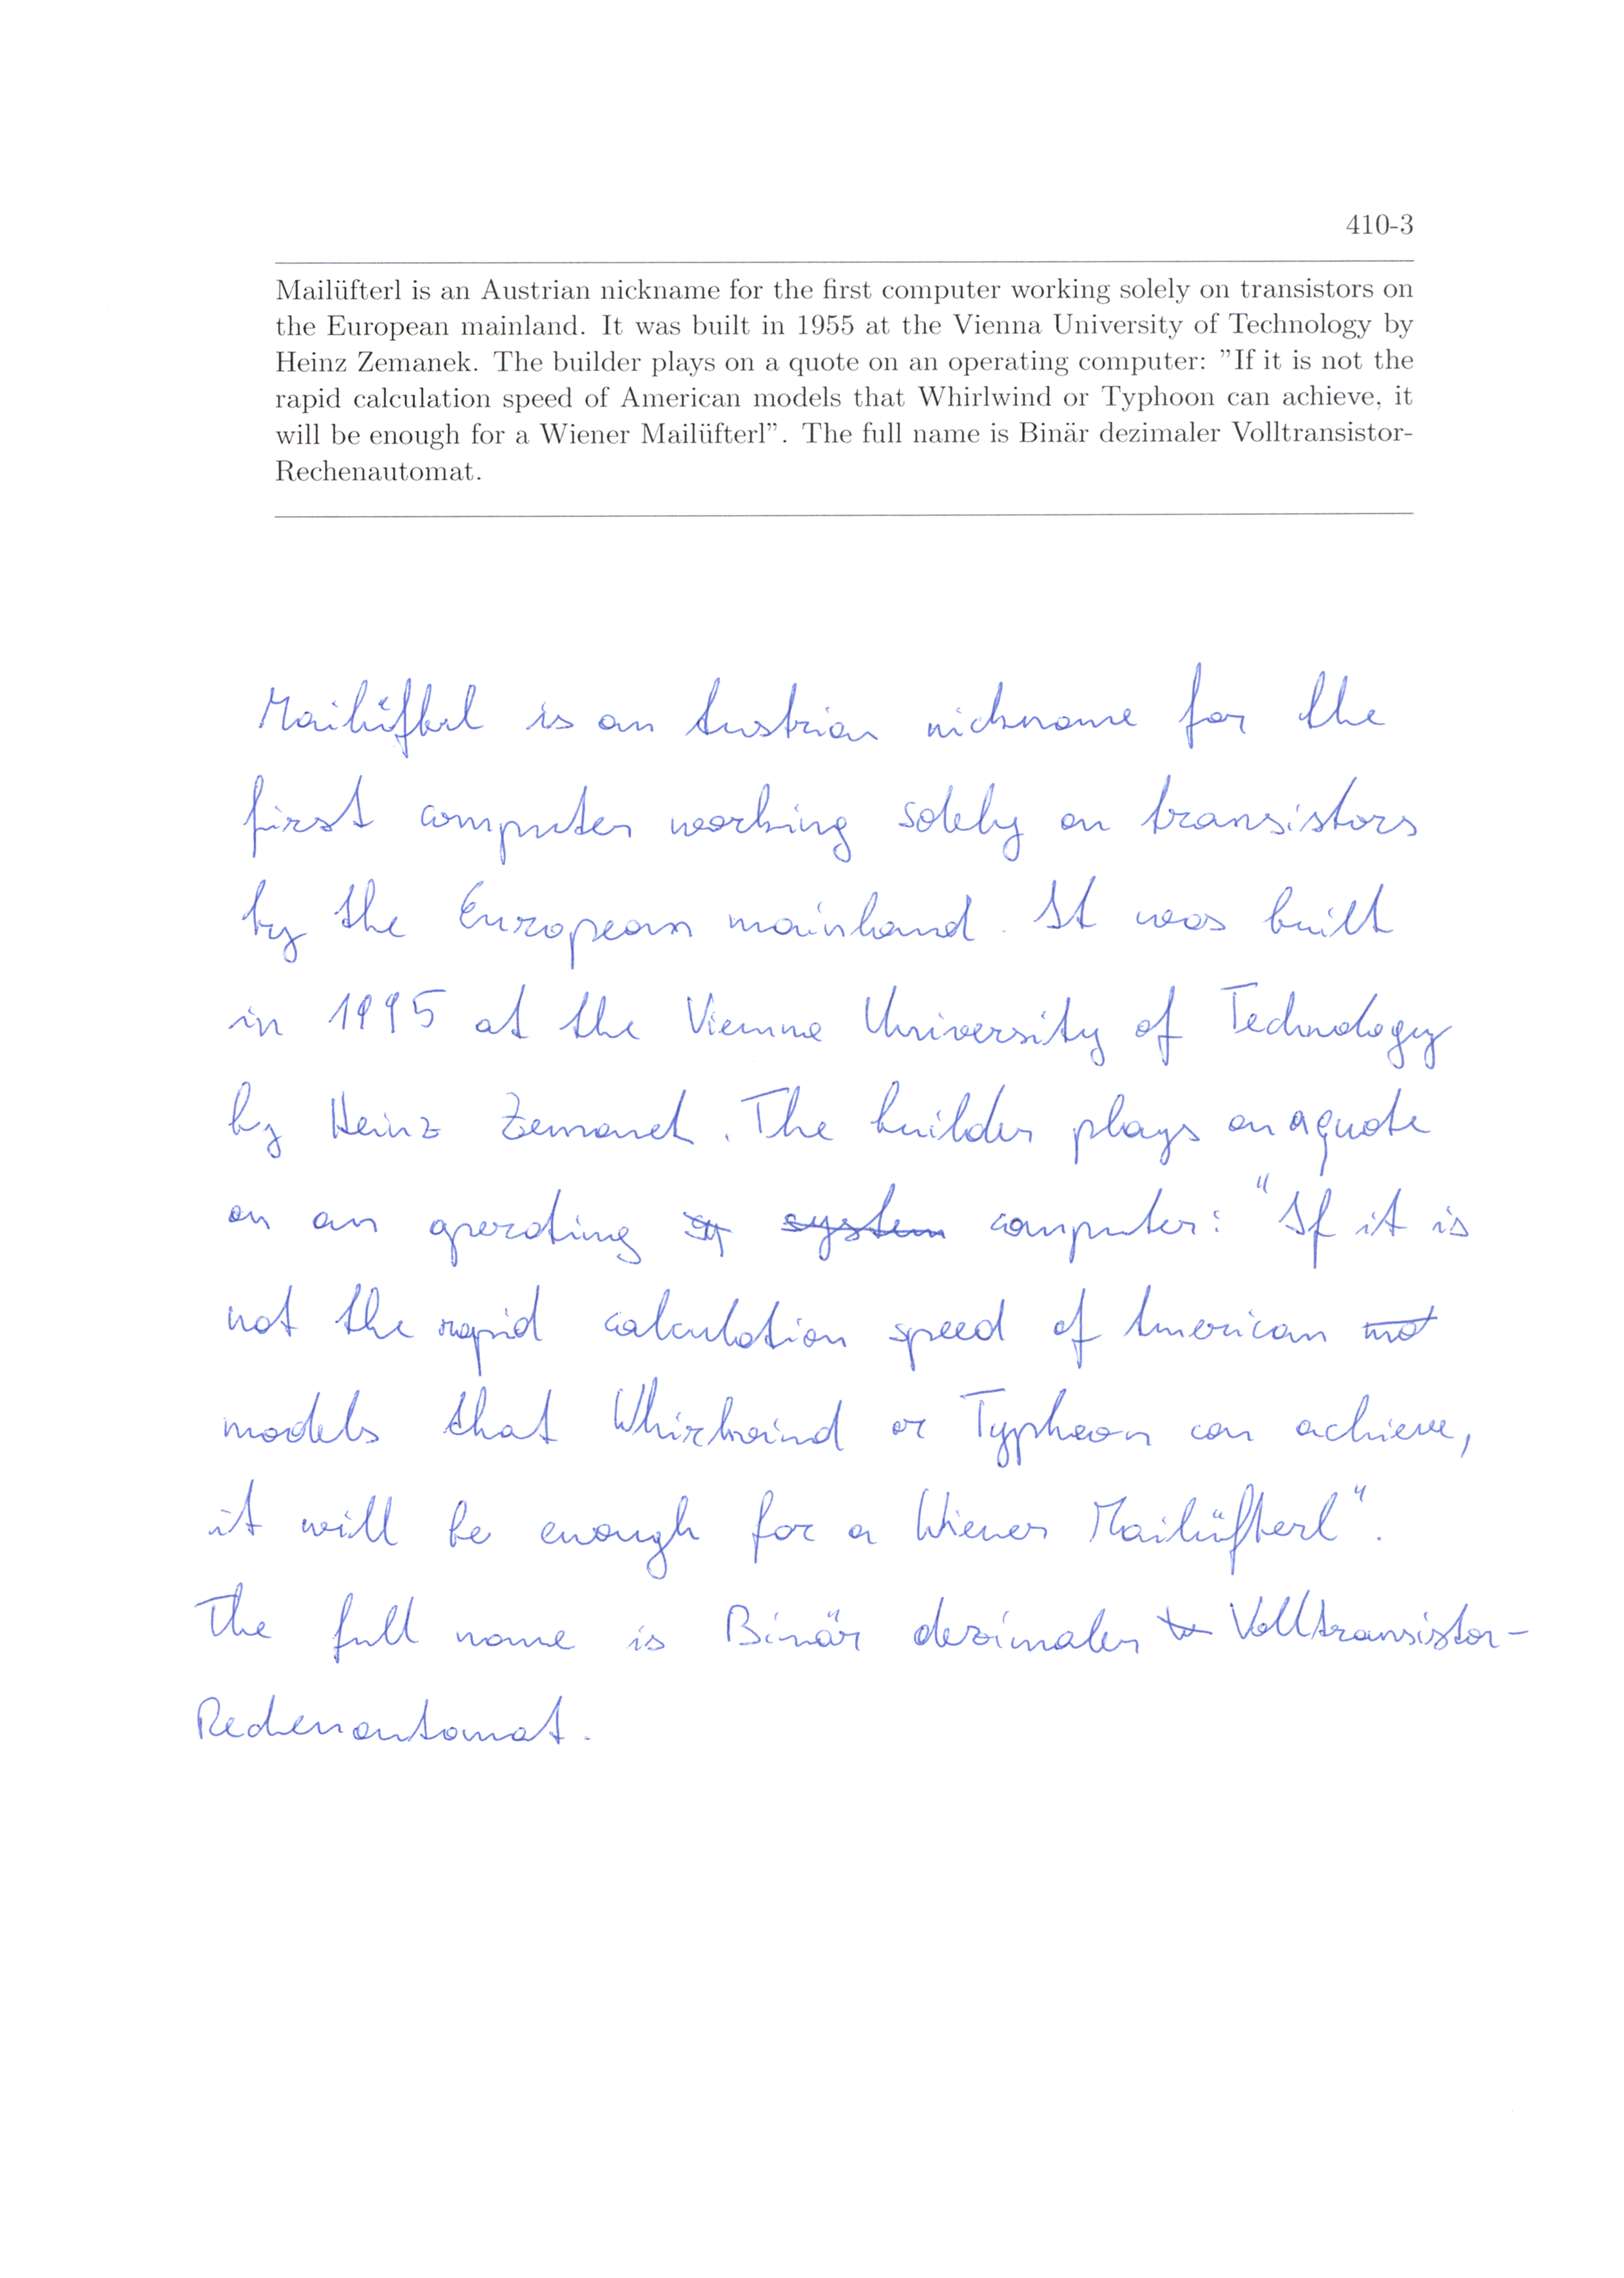 410-3
Mailüfterl is an Austrian nickname for the first computer working solely on transistors on
the European mainland. It was built in 1955 at the Vienna University of Technology by
Heinz Zemanek. The builder plays on a quote on an operating computer: ”If it is not the
rapid calculation speed of American models that Whirlwind or Typhoon can achieve, it
will be enough for a Wiener Mailüfterl”. The full name is Binär dezimaler Volltransistor-
Rechenautomat.
Mailüfterl is an Austrian nickname for the
first computer working solely on transistors
by the European mainland. It was built
in 1995 at the Vienna University of Technology
by Heinz Zemanek. The builder plays on a quote
on an operating sy system computer: "If it is
not the rapid calculation speed of American mot
models that Whirlwind or Typhoon can achieve,
it will be enough for a Wiener Mailüfterl".
The full name is Binär dezimaler Volltransistor-
Rechenautomat.